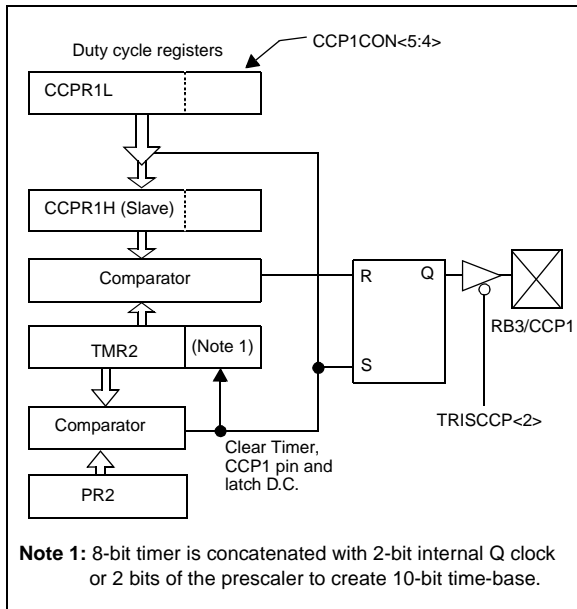 Duty cycle registers
CCP1CON<5:4>
CCPR1L
CCPR1H (Slave)
Comparator
R
Q
RB3/CCP1
TMR2
(Note 1)
S
TRISCCP<2>
Comparator
Clear Timer,
CCP1 pin and
latch D.C.
PR2
Note 1: 8-bit timer is concatenated with 2-bit internal Q clock
or 2 bits of the prescaler to create 10-bit time-base.